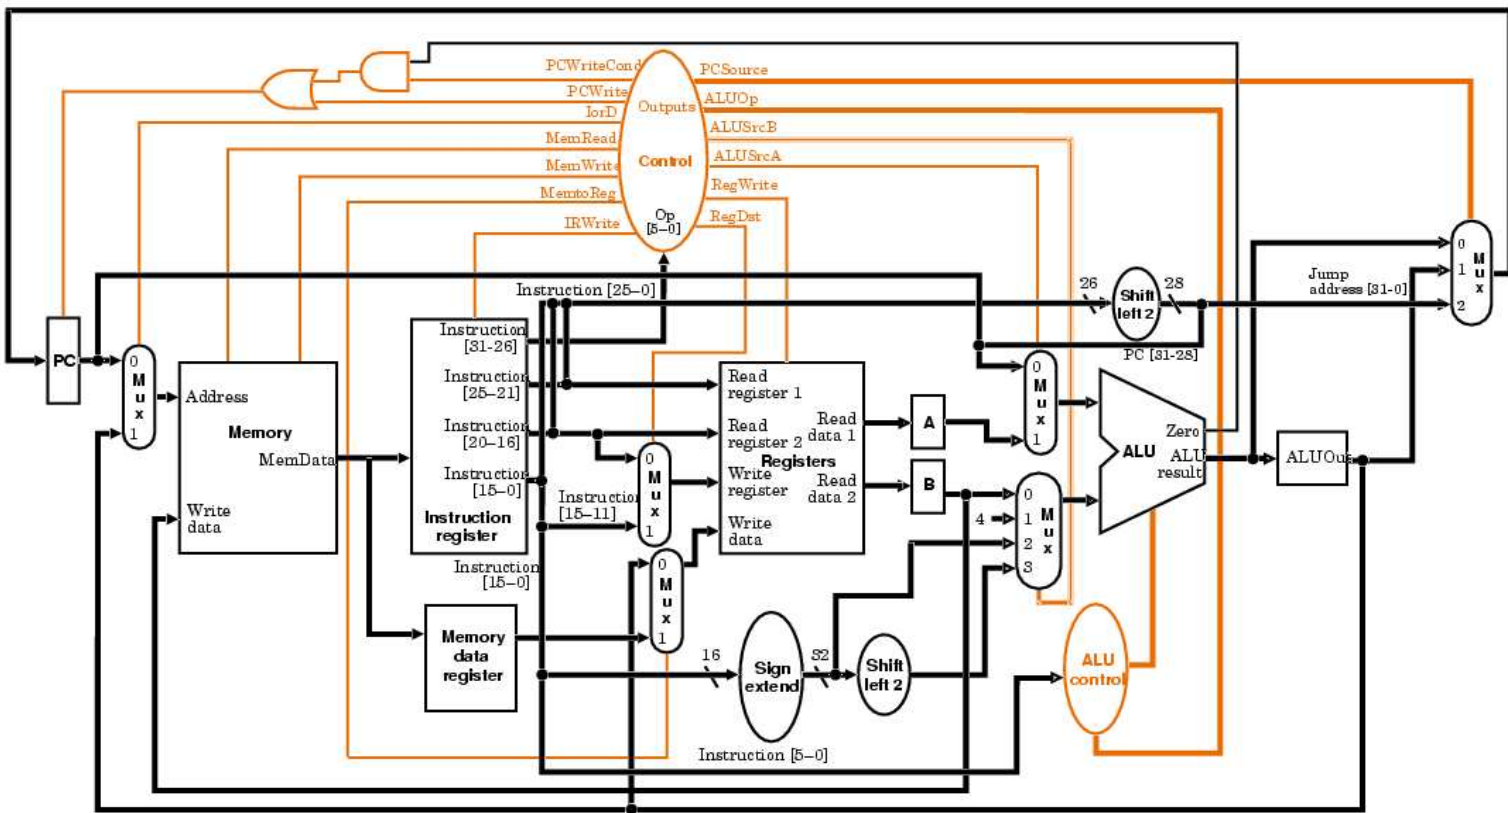 PCWriteCond
PCSource
PCWrite
ALUOp
Outputs
IorD
ALUSrcB
MemRead
Control
ALUSrcA
MemWrite
RegWrite
MemtoReg
Op
[5–0]
RegDst
IRWrite
Instruction [25–0]
26
Shift
left 2
28
Jump
address [31-0]
0
1
2
M
u
x
PC [31-28]
PC
0
M
u
x
1
Address
Memory
MemData
Write
data
Instruction
[31-26]
Instruction
[25–21]
Instruction
[20–16]
Instruction
[15–0]
Instruction
register
Instruction
[15–11]
Instruction
[15–0]
0
M
u
x
1
0
M
u
x
1
Memory
data
register
Read
register 1
Read
register 2
Write
register
Write
data
Read
data 1
Registers
Read
data 2
A
B
4
0
M
u
x
1
0
1
2
3
M
u
x
Zero
ALU
ALU
result
ALUOu
16
Sign
extend
32
Shift
left 2
ALU
control
Instruction [5–0]